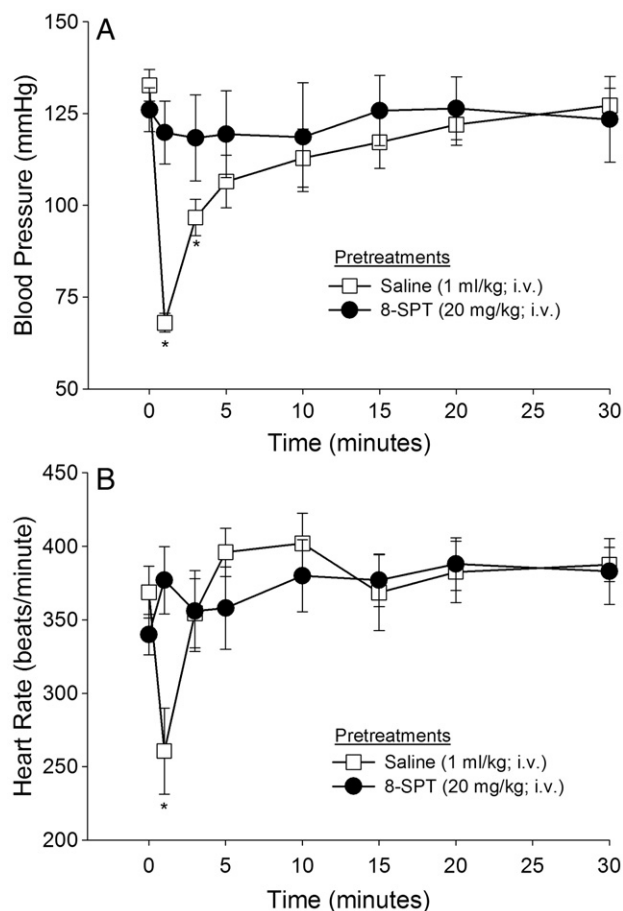 A
150
125
100
75
50
Blood Pressure (mmHg)
*
*
Pretreatments
Saline (1 ml/kg; i.v.)
8-SPT (20 mg/kg; i.v.)
0 5 10 15 20 25 30
Time (minutes)
B
450
400
350
300
250
200
Heart Rate (beats/minute)
*
Pretreatments
Saline (1 ml/kg; i.v.)
8-SPT (20 mg/kg; i.v.)
0 5 10 15 20 25 30
Time (minutes)